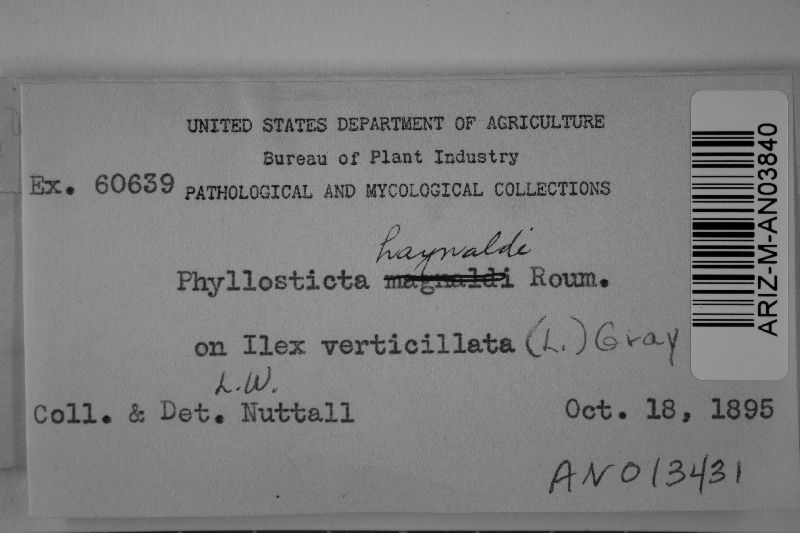 UNITED STATES DEPARTMENT OF AGRICULTURE
Bureau of Plant Industry
Ex. 60639 PATHOLOGICAL AND MYCOLOGICAL COLLECTIONS
haynaldi
Phyllosticta magnaldi Roum.
on Ilex verticillata (L.) Gray
L.W.
Coll. & Det. Nuttall Oct. 18, 1895
AN013431
ARIZ-M-AN03840